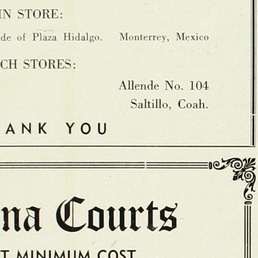 IN STORE:
de of Plaza Hidalgo. Monterrey, Mexico
CH STORES:
Allende No. 104
Saltillo, Coah.
ANK YOU
na Courts
T MINIMUM COST